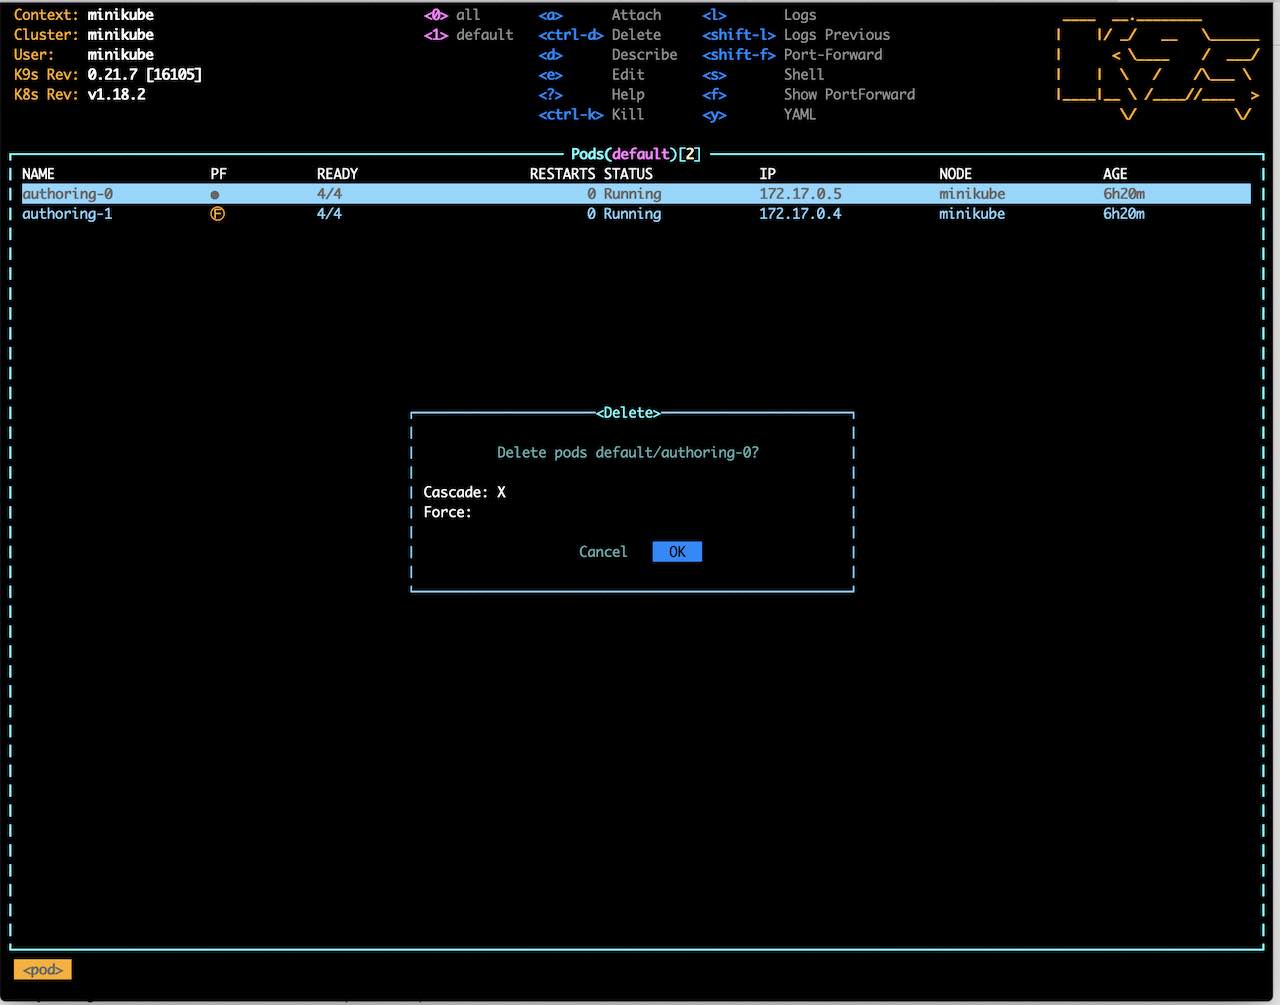 Context: minikube <0> all <a> Attach <l> Logs
Cluster: minikube <1> default <ctrl-d> Delete <shift-l> Logs Previous
User: minikube <d> Describe <shift-f> Port-Forward
K9s Rev: 0.21.7 [16105] <e> Edit <s> Shell
K8s Rev: v1.18.2 <?> Help <f> Show PortForward
<ctrl-k> Kill <y> YAML
Pods(default)[2]
NAME PF READY RESTARTS STATUS IP NODE AGE
authoring-0 ● 4/4 0 Running 172.17.0.5 minikube 6h20m
authoring-1 Ⓕ 4/4 0 Running 172.17.0.4 minikube 6h20m
<Delete>
Delete pods default/authoring-0?
Cascade: X
Force:
Cancel OK
<pod>